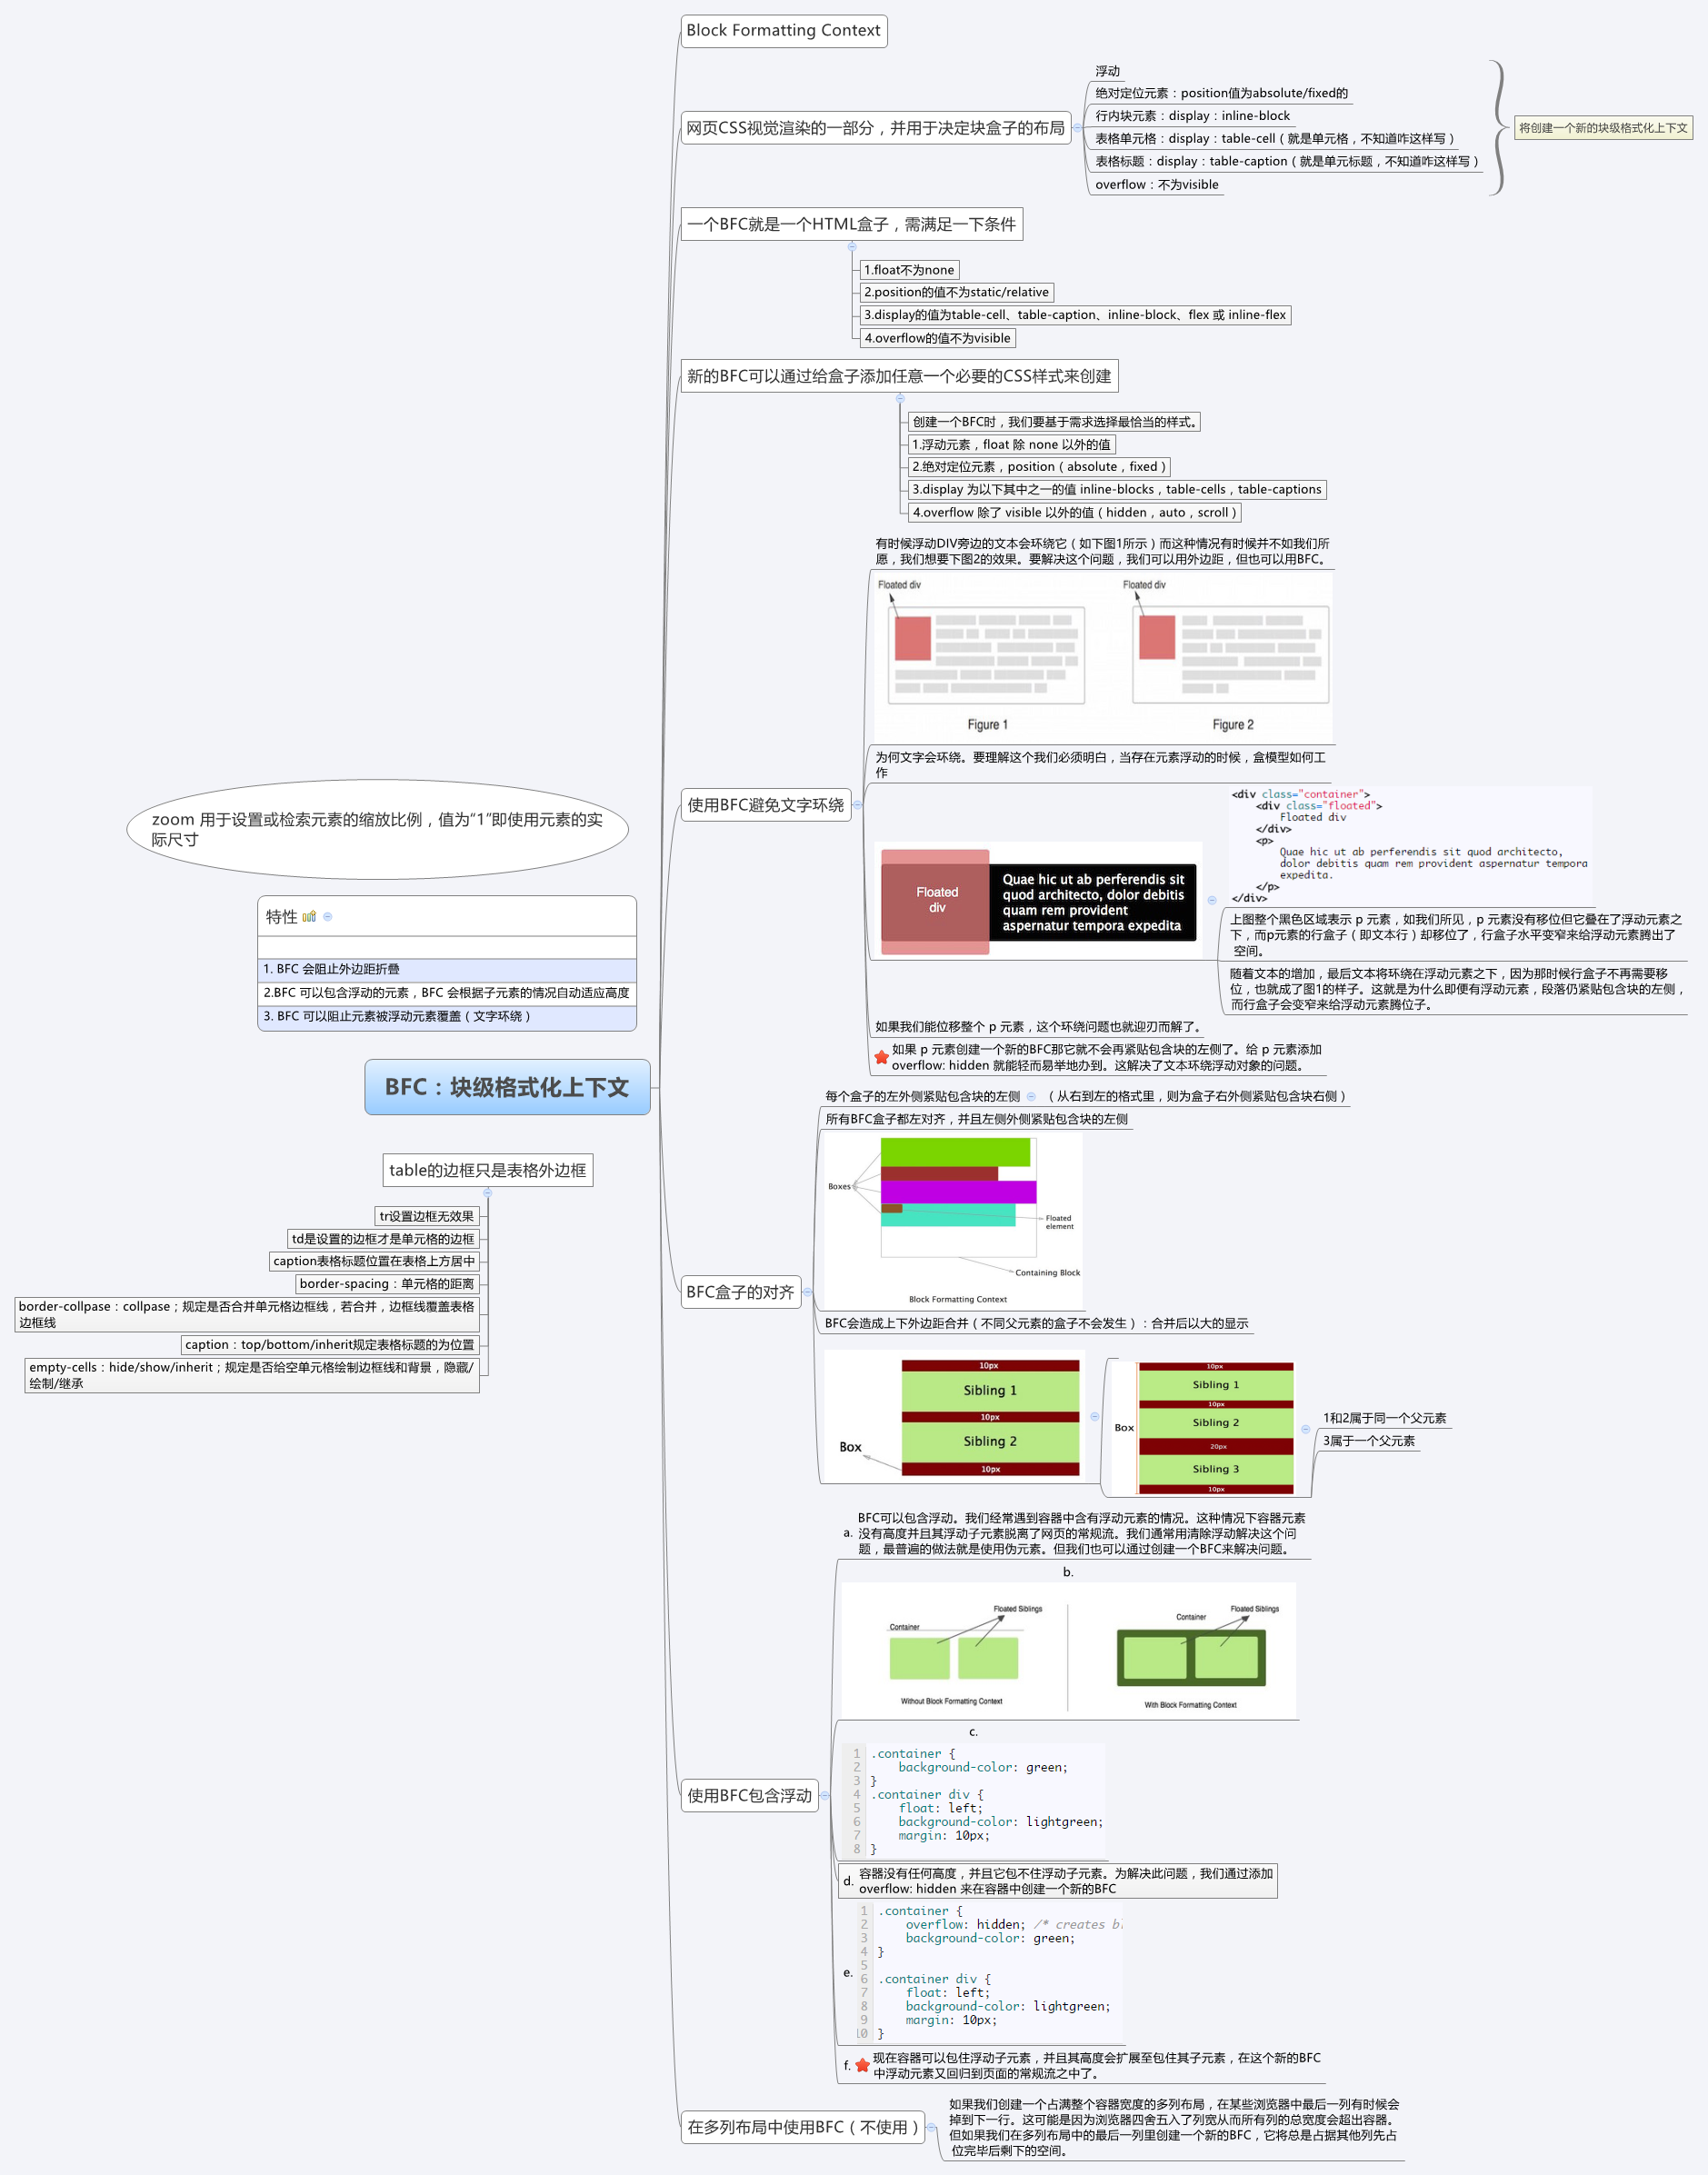 Block Formatting Context
网页CSS视觉渲染的一部分，并用于决定块盒子的布局
浮动
绝对定位元素：position值为absolute/fixed的
行内块元素：display：inline-block
表格单元格：display：table-cell（就是单元格，不知道咋这样写）
表格标题：display：table-caption（就是单元标题，不知道咋这样写）
overflow：不为visible
将创建一个新的块级格式化上下文
一个BFC就是一个HTML盒子，需满足一下条件
1.float不为none
2.position的值不为static/relative
3.display的值为table-cell、table-caption、inline-block、flex 或 inline-flex
4.overflow的值不为visible
新的BFC可以通过给盒子添加任意一个必要的CSS样式来创建
创建一个BFC时，我们要基于需求选择最恰当的样式。
1.浮动元素，float 除 none 以外的值
2.绝对定位元素，position（absolute，fixed）
3.display 为以下其中之一的值 inline-blocks，table-cells，table-captions
4.overflow 除了 visible 以外的值（hidden，auto，scroll）
使用BFC避免文字环绕
有时候浮动DIV旁边的文本会环绕它（如下图1所示）而这种情况有时候并不如我们所
愿，我们想要下图2的效果。要解决这个问题，我们可以用外边距，但也可以用BFC。
Floated div
Floated div
Figure 1
Figure 2
为何文字会环绕。要理解这个我们必须明白，当存在元素浮动的时候，盒模型如何工
作
Floated
div
Quae hic ut ab perferendis sit
quod architecto, dolor debitis
quam rem provident
aspernatur tempora expedita
<div class="container">
<div class="floated">
Floated div
</div>
<p>
Quae hic ut ab perferendis sit quod architecto,
dolor debitis quam rem provident aspernatur tempora
expedita.
</p>
</div>
上图整个黑色区域表示 p 元素，如我们所见，p 元素没有移位但它叠在了浮动元素之
下，而p元素的行盒子（即文本行）却移位了，行盒子水平变窄来给浮动元素腾出了
空间。
随着文本的增加，最后文本将环绕在浮动元素之下，因为那时候行盒子不再需要移
位，也就成了图1的样子。这就是为什么即便有浮动元素，段落仍紧贴包含块的左侧，
而行盒子会变窄来给浮动元素腾位子。
如果我们能位移整个 p 元素，这个环绕问题也就迎刃而解了。
如果 p 元素创建一个新的BFC那它就不会再紧贴包含块的左侧了。给 p 元素添加
overflow: hidden 就能轻而易举地办到。这解决了文本环绕浮动对象的问题。
BFC盒子的对齐
每个盒子的左外侧紧贴包含块的左侧
（从右到左的格式里，则为盒子右外侧紧贴包含块右侧）
所有BFC盒子都左对齐，并且左侧外侧紧贴包含块的左侧
Boxes
Floated
element
Containing Block
Block Formatting Context
BFC会造成上下外边距合并（不同父元素的盒子不会发生）：合并后以大的显示
10px
Sibling 1
10px
Sibling 2
10px
Box
10px
Sibling 1
10px
Sibling 2
20px
Sibling 3
10px
Box
1和2属于同一个父元素
3属于一个父元素
使用BFC包含浮动
a.
BFC可以包含浮动。我们经常遇到容器中含有浮动元素的情况。这种情况下容器元素
没有高度并且其浮动子元素脱离了网页的常规流。我们通常用清除浮动解决这个问
题，最普遍的做法就是使用伪元素。但我们也可以通过创建一个BFC来解决问题。
b.
Floated Siblings
Container
Without Block Formatting Context
Floated Siblings
Container
With Block Formatting Context
c.
1 .container {
2 background-color: green;
3 }
4 .container div {
5 float: left;
6 background-color: lightgreen;
7 margin: 10px;
8 }
d.
容器没有任何高度，并且它包不住浮动子元素。为解决此问题，我们通过添加
overflow: hidden 来在容器中创建一个新的BFC
e.
1 .container {
2 overflow: hidden; /* creates bl
3 background-color: green;
4 }
5
6 .container div {
7 float: left;
8 background-color: lightgreen;
9 margin: 10px;
10 }
f.
现在容器可以包住浮动子元素，并且其高度会扩展至包住其子元素，在这个新的BFC
中浮动元素又回归到页面的常规流之中了。
在多列布局中使用BFC（不使用）
如果我们创建一个占满整个容器宽度的多列布局，在某些浏览器中最后一列有时候会
掉到下一行。这可能是因为浏览器四舍五入了列宽从而所有列的总宽度会超出容器。
但如果我们在多列布局中的最后一列里创建一个新的BFC，它将总是占据其他列先占
位完毕后剩下的空间。
zoom 用于设置或检索元素的缩放比例，值为“1”即使用元素的实
际尺寸
特性
1. BFC 会阻止外边距折叠
2.BFC 可以包含浮动的元素，BFC 会根据子元素的情况自动适应高度
3. BFC 可以阻止元素被浮动元素覆盖（文字环绕）
BFC：块级格式化上下文
table的边框只是表格外边框
tr设置边框无效果
td是设置的边框才是单元格的边框
caption表格标题位置在表格上方居中
border-spacing：单元格的距离
border-collpase：collpase；规定是否合并单元格边框线，若合并，边框线覆盖表格
边框线
caption：top/bottom/inherit规定表格标题的为位置
empty-cells：hide/show/inherit；规定是否给空单元格绘制边框线和背景，隐藏/
绘制/继承